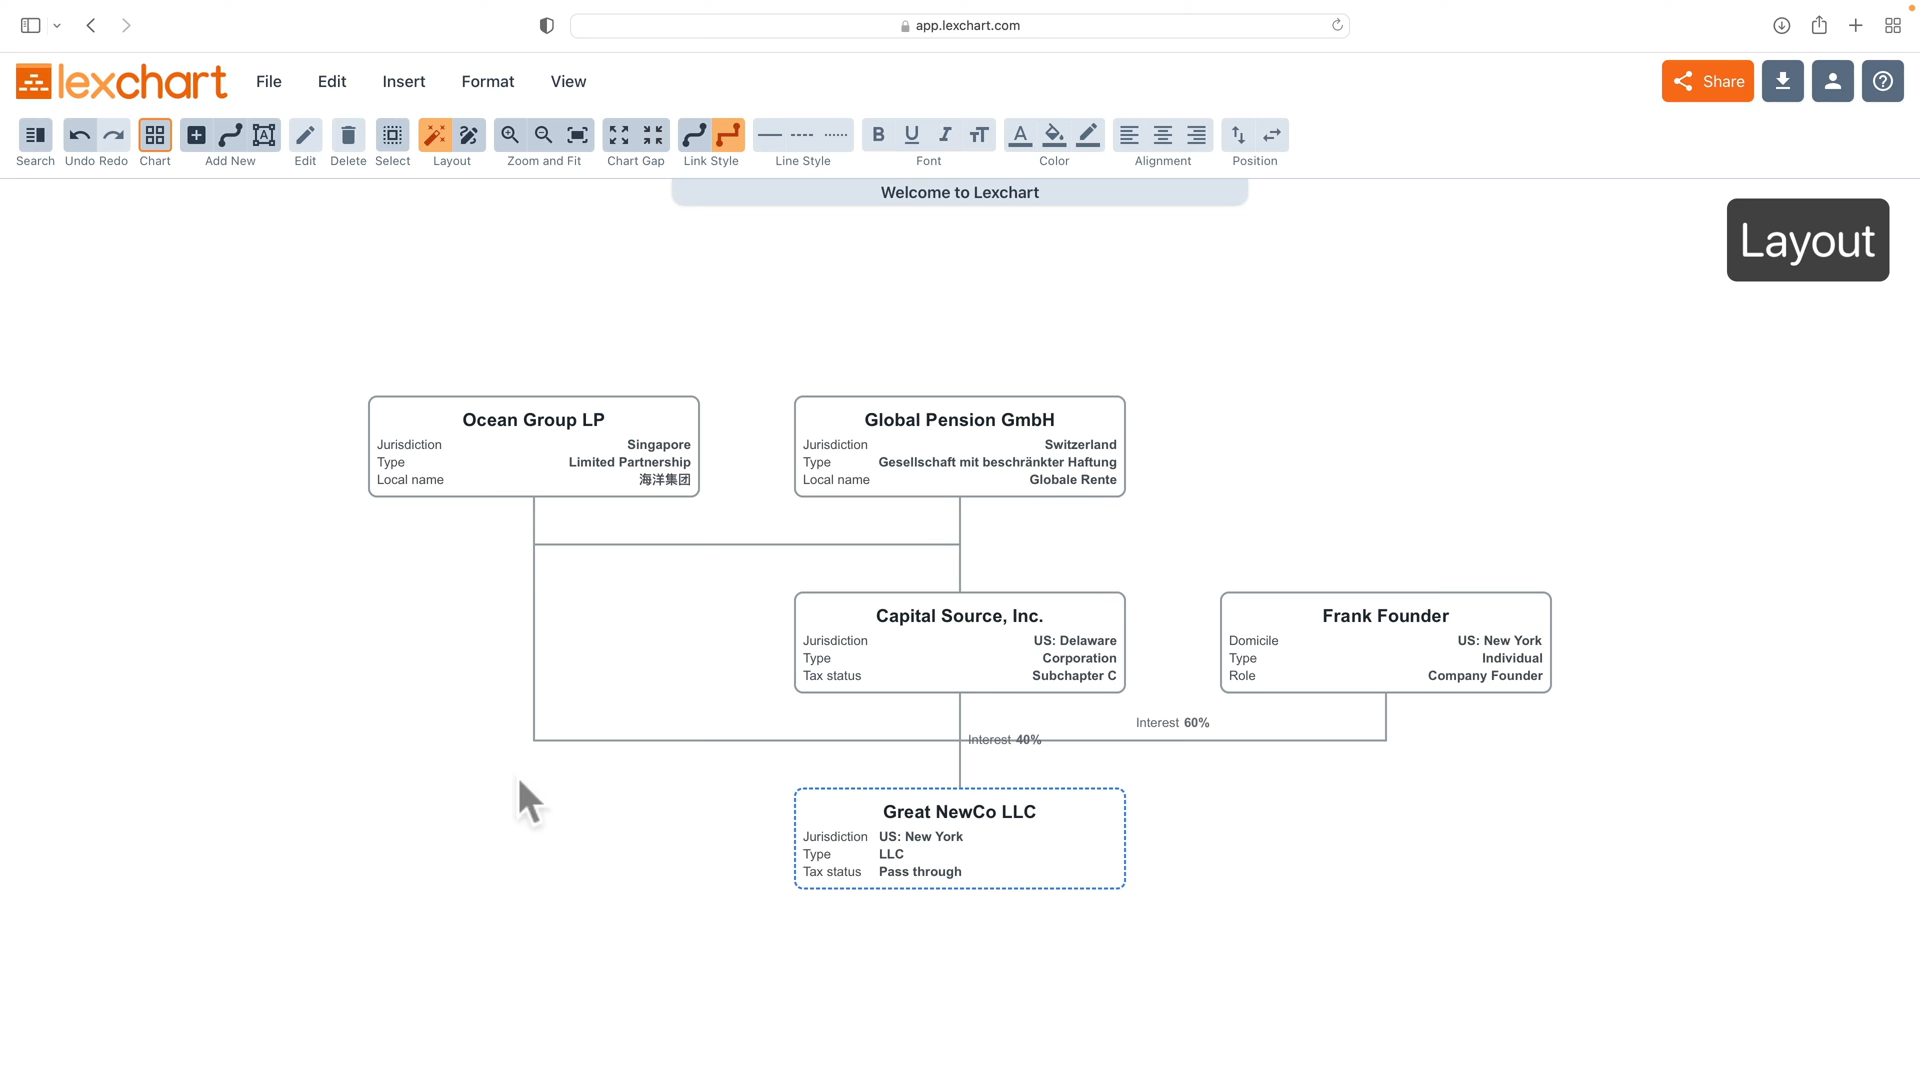 app.lexchart.com
lexchart File Edit Insert Format View
Share
Search Undo Redo Chart Add New Edit Delete Select Layout Zoom and Fit Chart Gap Link Style Line Style Font Color Alignment Position
Welcome to Lexchart
Layout
Ocean Group LP
Jurisdiction Singapore
Type Limited Partnership
Local name 海洋集团
Global Pension GmbH
Jurisdiction Switzerland
Type Gesellschaft mit beschränkter Haftung
Local name Globale Rente
Capital Source, Inc.
Jurisdiction US: Delaware
Type Corporation
Tax status Subchapter C
Frank Founder
Domicile US: New York
Type Individual
Role Company Founder
Interest 60%
Interest 40%
Great NewCo LLC
Jurisdiction US: New York
Type LLC
Tax status Pass through